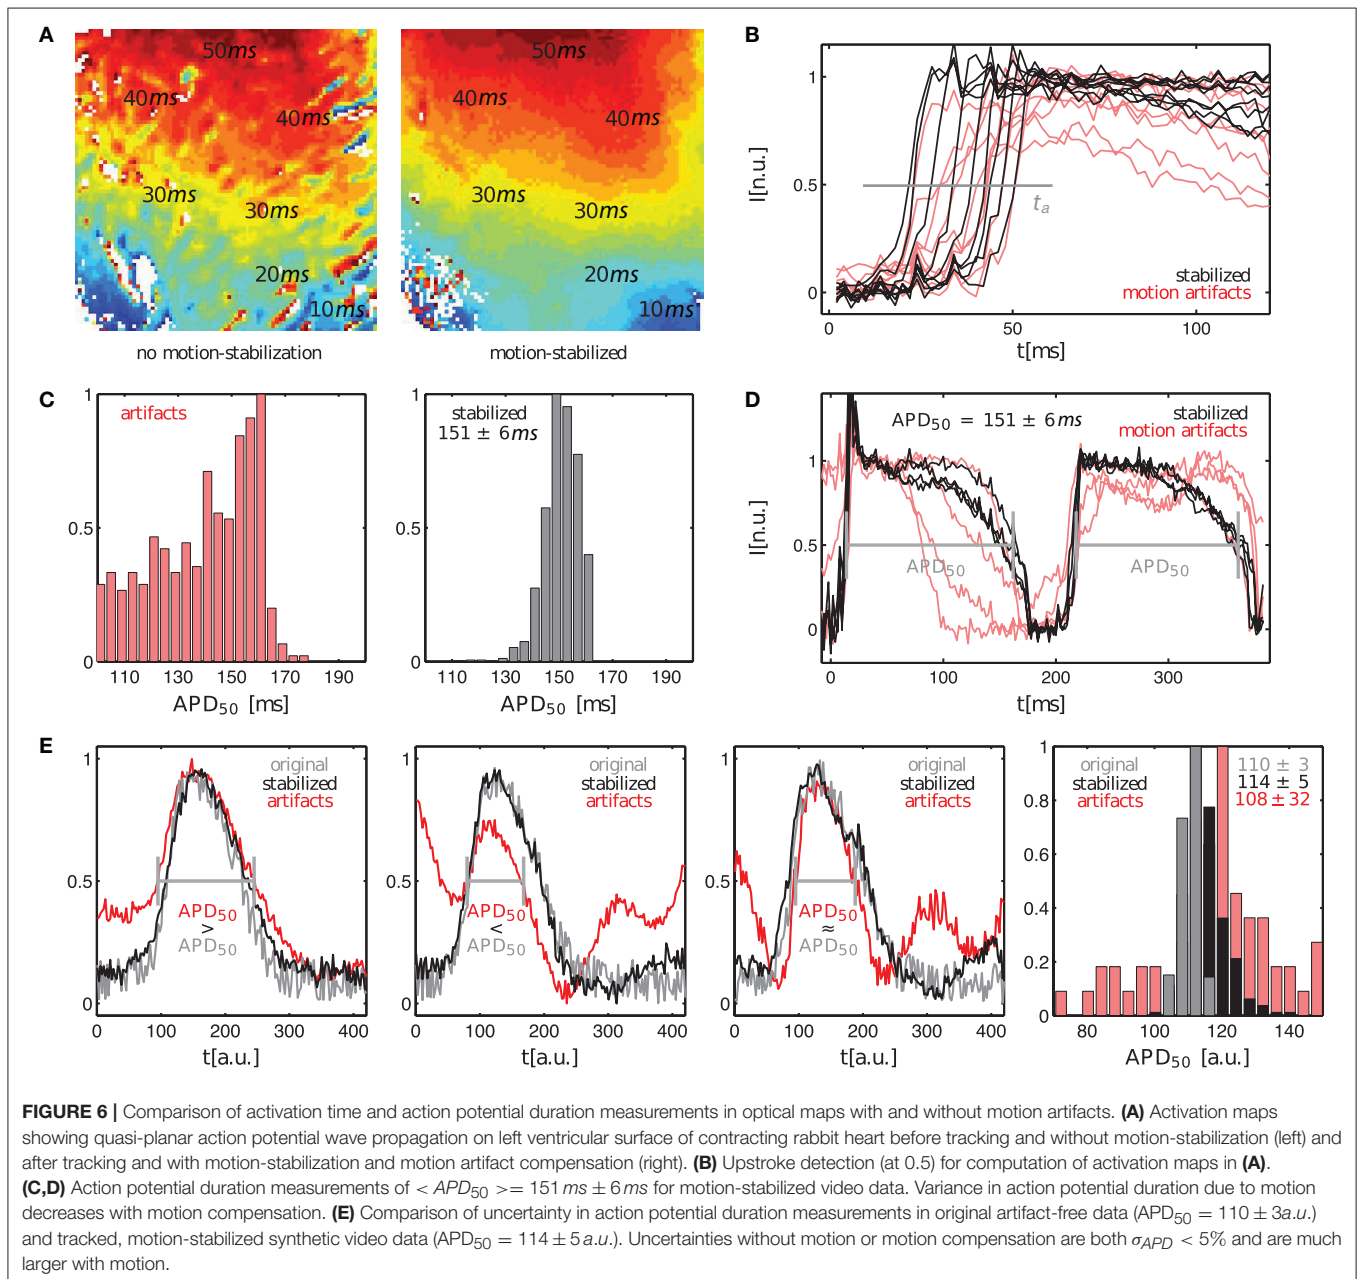 A
50ms
40ms
40ms
30ms
30ms
20ms
10ms
no motion-stabilization
50ms
40ms
40ms
30ms
30ms
20ms
10ms
motion-stabilized
B
1
0.5
0
I[n.u.]
t_a
stabilized
motion artifacts
0
50
100
t[ms]
C
1
0.5
0
artifacts
110
130
150
170
190
APD50 [ms]
1
0.5
0
stabilized
151 ± 6ms
110
130
150
170
190
APD50 [ms]
D
1
0.5
0
I[n.u.]
APD50 = 151 ± 6ms
stabilized
motion artifacts
APD50
APD50
0
100
200
300
t[ms]
E
1
0.5
0
original
stabilized
artifacts
APD50
>
APD50
0
100
200
300
400
t[a.u.]
1
0.5
0
original
stabilized
artifacts
APD50
<
APD50
0
100
200
300
400
t[a.u.]
1
0.5
0
original
stabilized
artifacts
APD50
≈
APD50
0
100
200
300
400
t[a.u.]
1
0.8
0.6
0.4
0.2
0
original
stabilized
artifacts
110 ± 3
114 ± 5
108 ± 32
80
100
120
140
APD50 [a.u.]
FIGURE 6 | Comparison of activation time and action potential duration measurements in optical maps with and without motion artifacts. (A) Activation maps
showing quasi-planar action potential wave propagation on left ventricular surface of contracting rabbit heart before tracking and without motion-stabilization (left) and
after tracking and with motion-stabilization and motion artifact compensation (right). (B) Upstroke detection (at 0.5) for computation of activation maps in (A).
(C,D) Action potential duration measurements of < APD50 >= 151 ms ± 6 ms for motion-stabilized video data. Variance in action potential duration due to motion
decreases with motion compensation. (E) Comparison of uncertainty in action potential duration measurements in original artifact-free data (APD50 = 110 ± 3a.u.)
and tracked, motion-stabilized synthetic video data (APD50 = 114 ± 5 a.u.). Uncertainties without motion or motion compensation are both σAPD < 5% and are much
larger with motion.